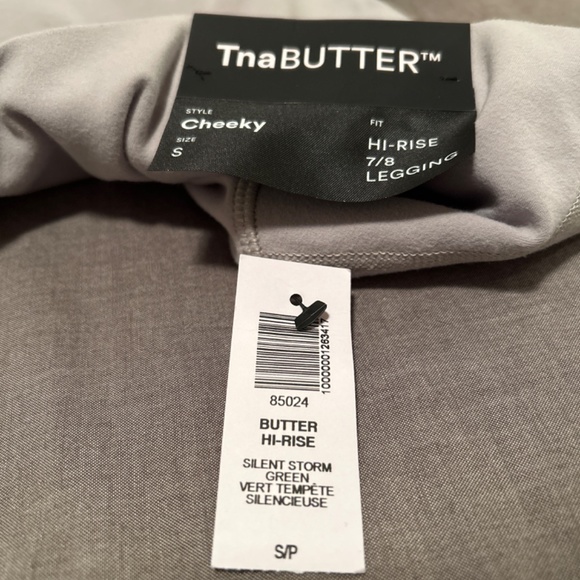 TnaBUTTER™
STYLE
Cheeky
SIZE
S
FIT
HI-RISE
7/8
LEGGING
10000001263417
85024
BUTTER
HI-RISE
SILENT STORM
GREEN
VERT TEMPÊTE
SILENCIEUSE
S/P